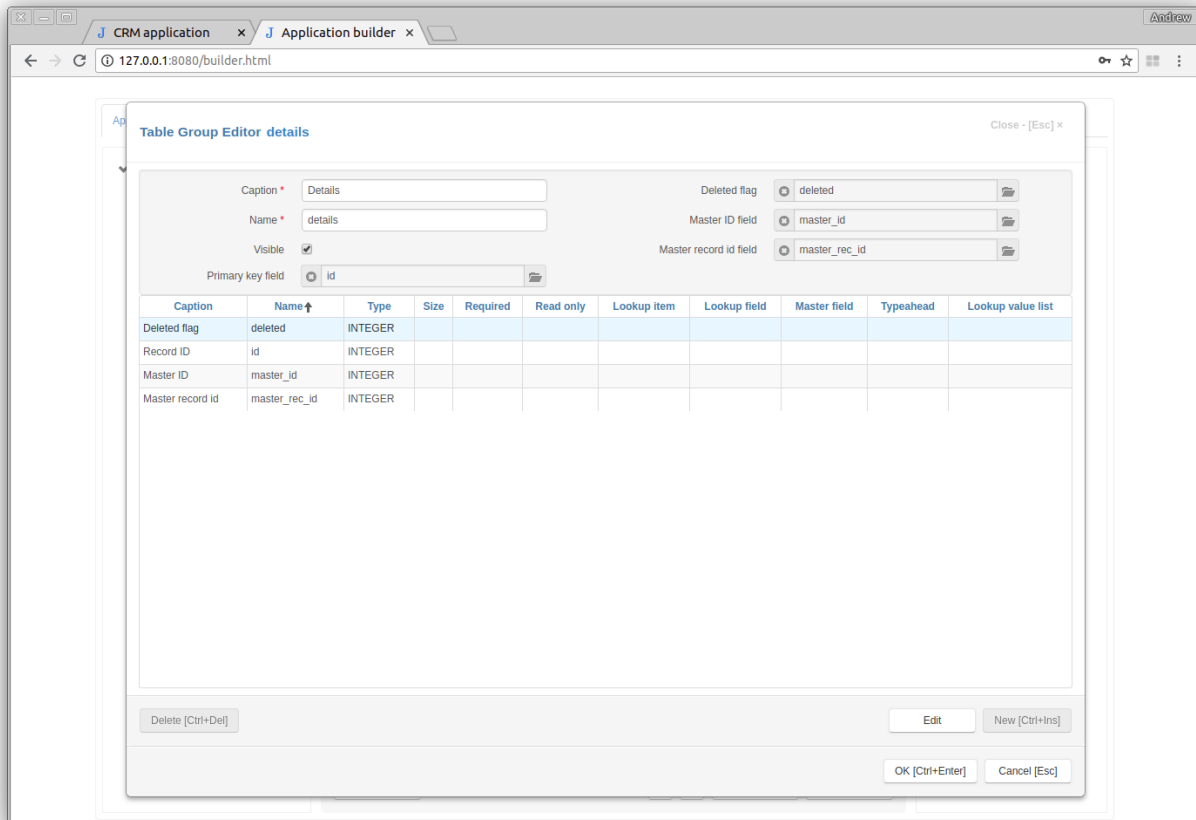 Andrew
CRM application
Application builder
127.0.0.1:8080/builder.html
Ap
Table Group Editor details
Close - [Esc] ×
Caption *
Details
Deleted flag
deleted
Name *
details
Master ID field
master_id
Visible
Master record id field
master_rec_id
Primary key field
id
Caption Name Type Size Required Read only Lookup item Lookup field Master field Typeahead Lookup value list
Deleted flag deleted INTEGER
Record ID id INTEGER
Master ID master_id INTEGER
Master record id master_rec_id INTEGER
Delete [Ctrl+Del]
Edit
New [Ctrl+Ins]
OK [Ctrl+Enter]
Cancel [Esc]